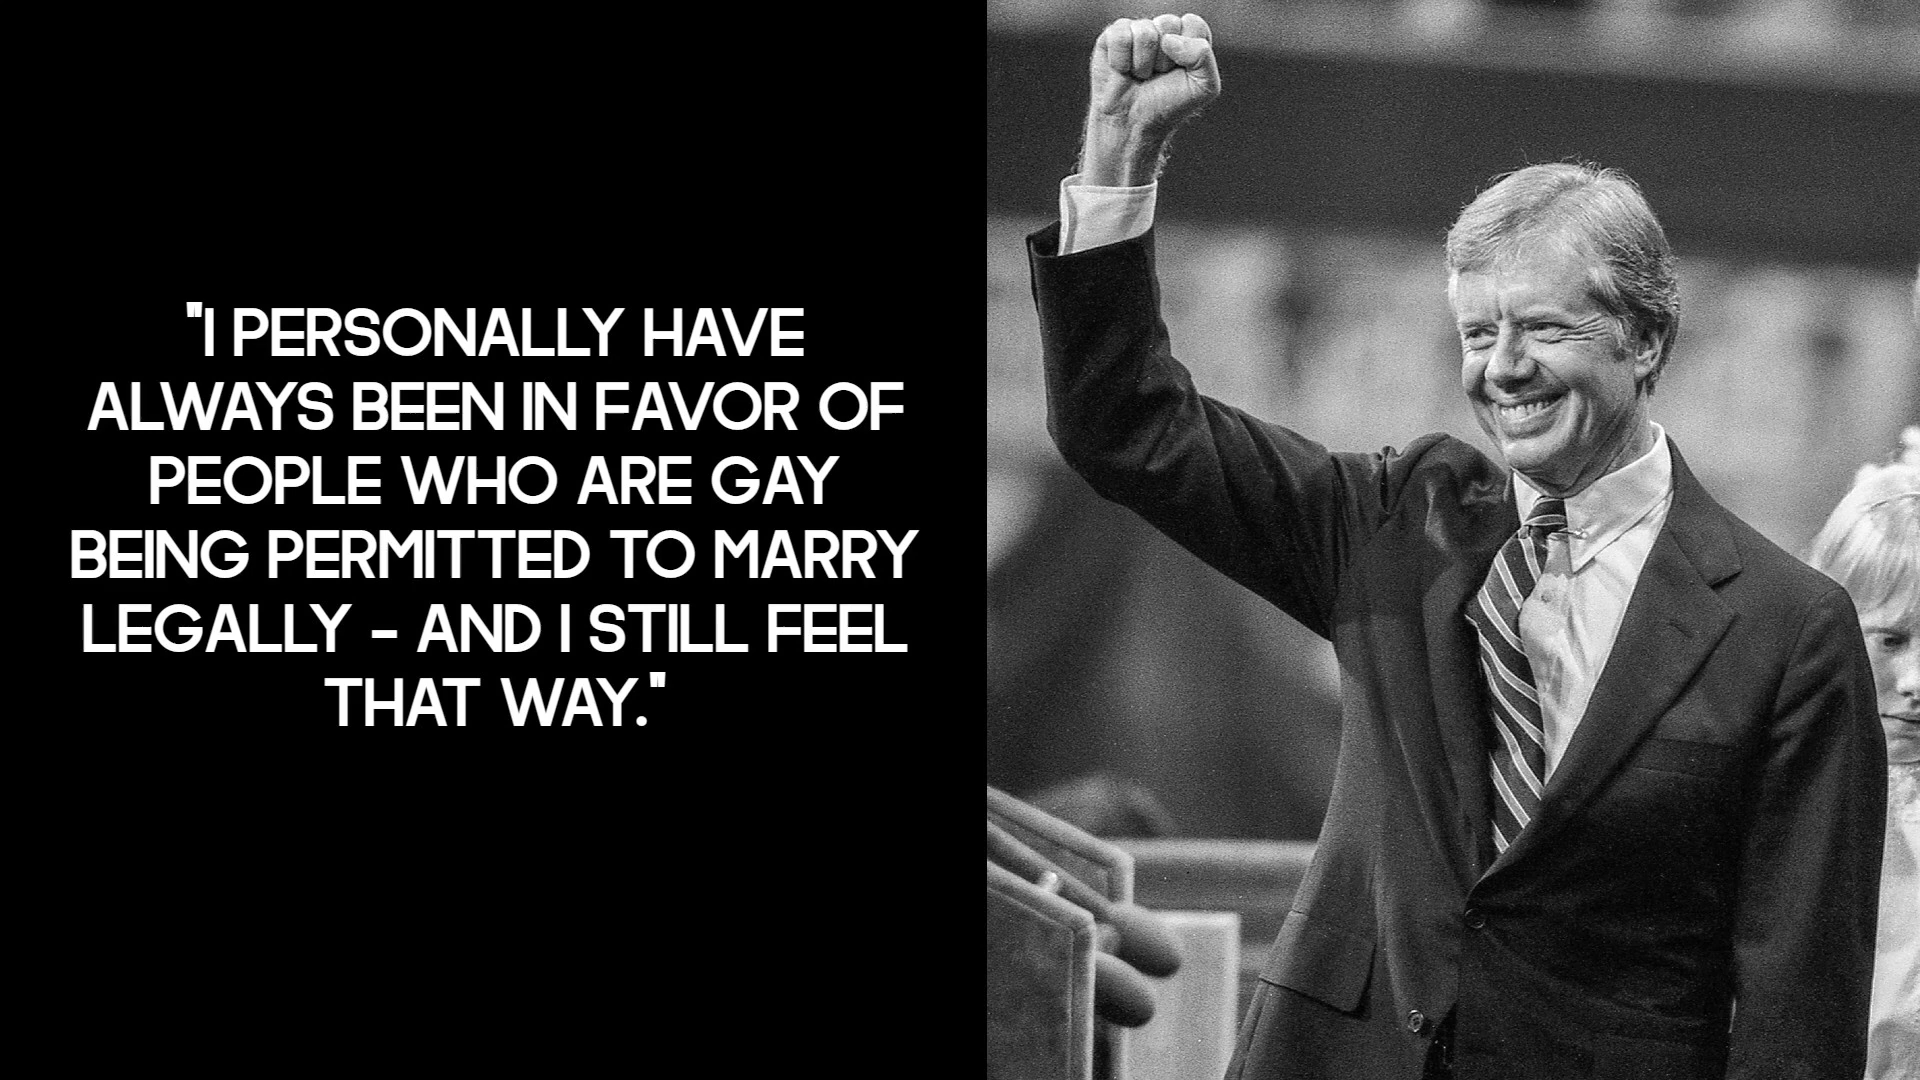 "I PERSONALLY HAVE
ALWAYS BEEN IN FAVOR OF
PEOPLE WHO ARE GAY
BEING PERMITTED TO MARRY
LEGALLY - AND I STILL FEEL
THAT WAY."